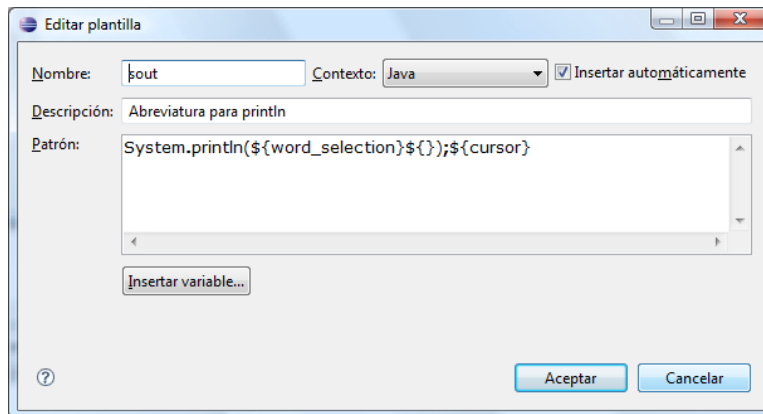 Editar plantilla
Nombre: sout Contexto: Java Insertar automáticamente
Descripción: Abreviatura para println
Patrón: System.println(${word_selection}${});${cursor}
Insertar variable...
? Aceptar Cancelar